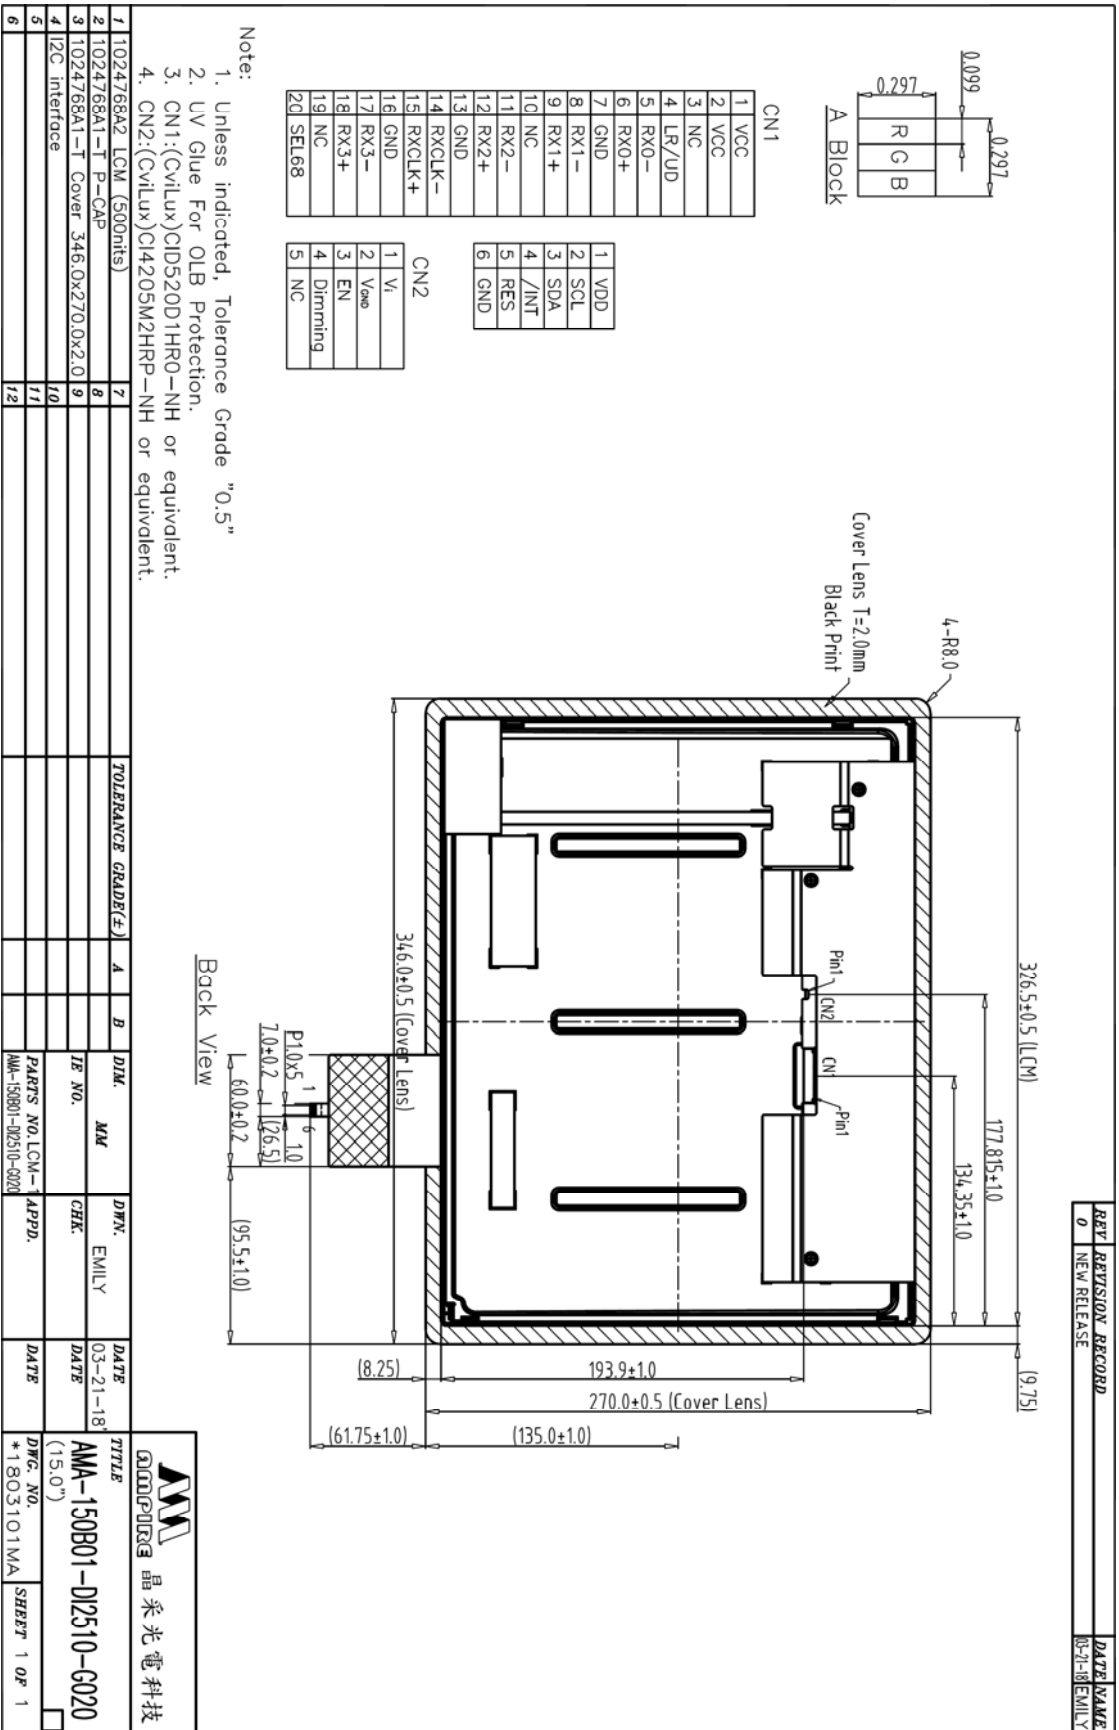 REV REVISION RECORD DATE NAME
0 NEW RELEASE 03-21-18' EMILY
0.297
0.099
0.297
R G B
A Block
CN1
1 VCC
2 VCC
3 NC
4 LR/UD
5 RX0-
6 RX0+
7 GND
8 RX1-
9 RX1+
10 NC
11 RX2-
12 RX2+
13 GND
14 RXCLK-
15 RXCLK+
16 GND
17 RX3-
18 RX3+
19 NC
20 SEL68
1 VDD
2 SCL
3 SDA
4 /INT
5 RES
6 GND
CN2
1 Vi
2 VGND
3 EN
4 Dimming
5 NC
4-R8.0
Cover Lens T=2.0mm
Black Print
326.5±0.5 (LCM)
(9.75)
177.815±1.0
134.35±1.0
Pin1
CN2
CN1
Pin1
193.9±1.0
270.0±0.5 (Cover Lens)
(8.25)
(61.75±1.0)
(135.0±1.0)
346.0±0.5 (Cover Lens)
P1.0x5
1
6
1.0
7.0±0.2
(26.5)
60.0±0.2
(95.5±1.0)
Back View
Note:
1. Unless indicated, Tolerance Grade "0.5"
2. UV Glue For OLB Protection.
3. CN1:(CviLux)CID520D1HR0-NH or equivalent.
4. CN2:(CviLux)CI4205M2HRP-NH or equivalent.
1 1024768A2 LCM (500nits)
2 1024768A1-T P-CAP
3 1024768A1-T Cover 346.0x270.0x2.0
4 I2C interface
5
6
7
8
9
10
11
12
TOLERANCE GRADE(±) A B
DIM. MM
IE NO.
PARTS NO. LCM-1
AMA-150B01-DI2510-G020
DWN. EMILY
CHK.
APPD.
DATE 03-21-18'
DATE
DATE
AMPIRE 晶采光電科技
TITLE
AMA-150B01-DI2510-G020
(15.0")
DWG. NO.
*1803101MA
SHEET 1 OF 1